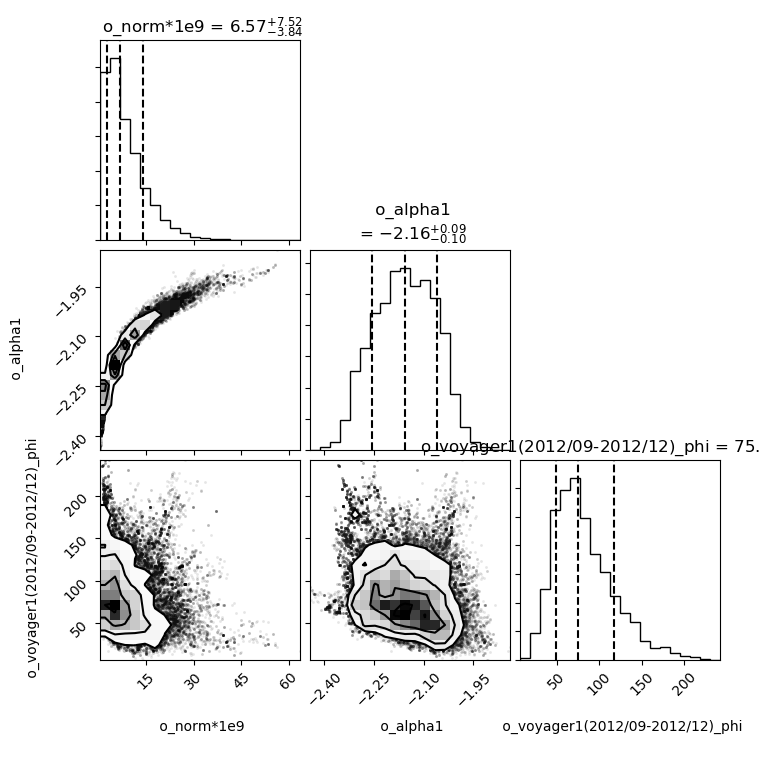 o_norm*1e9 = 6.57+7.52−3.84
o_alpha1
= −2.16+0.09−0.10
o_voyager1(2012/09-2012/12)_phi = 75.
o_alpha1
−1.95
−2.10
−2.25
−2.40
o_voyager1(2012/09-2012/12)_phi
200
150
100
50
15 30 45 60
−2.40 −2.25 −2.10 −1.95
50 100 150 200
o_norm*1e9
o_alpha1
o_voyager1(2012/09-2012/12)_phi